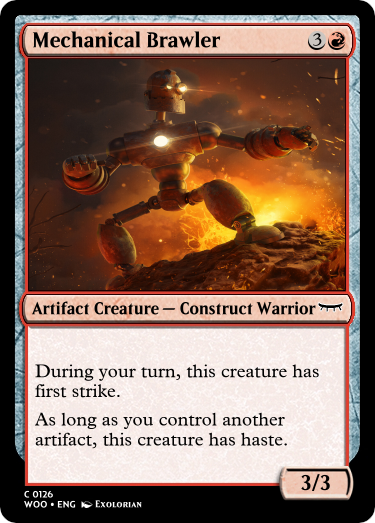 Mechanical Brawler 3
Artifact Creature — Construct Warrior
During your turn, this creature has
first strike.
As long as you control another
artifact, this creature has haste.
3/3
C 0126
WOO • ENG Exolorian